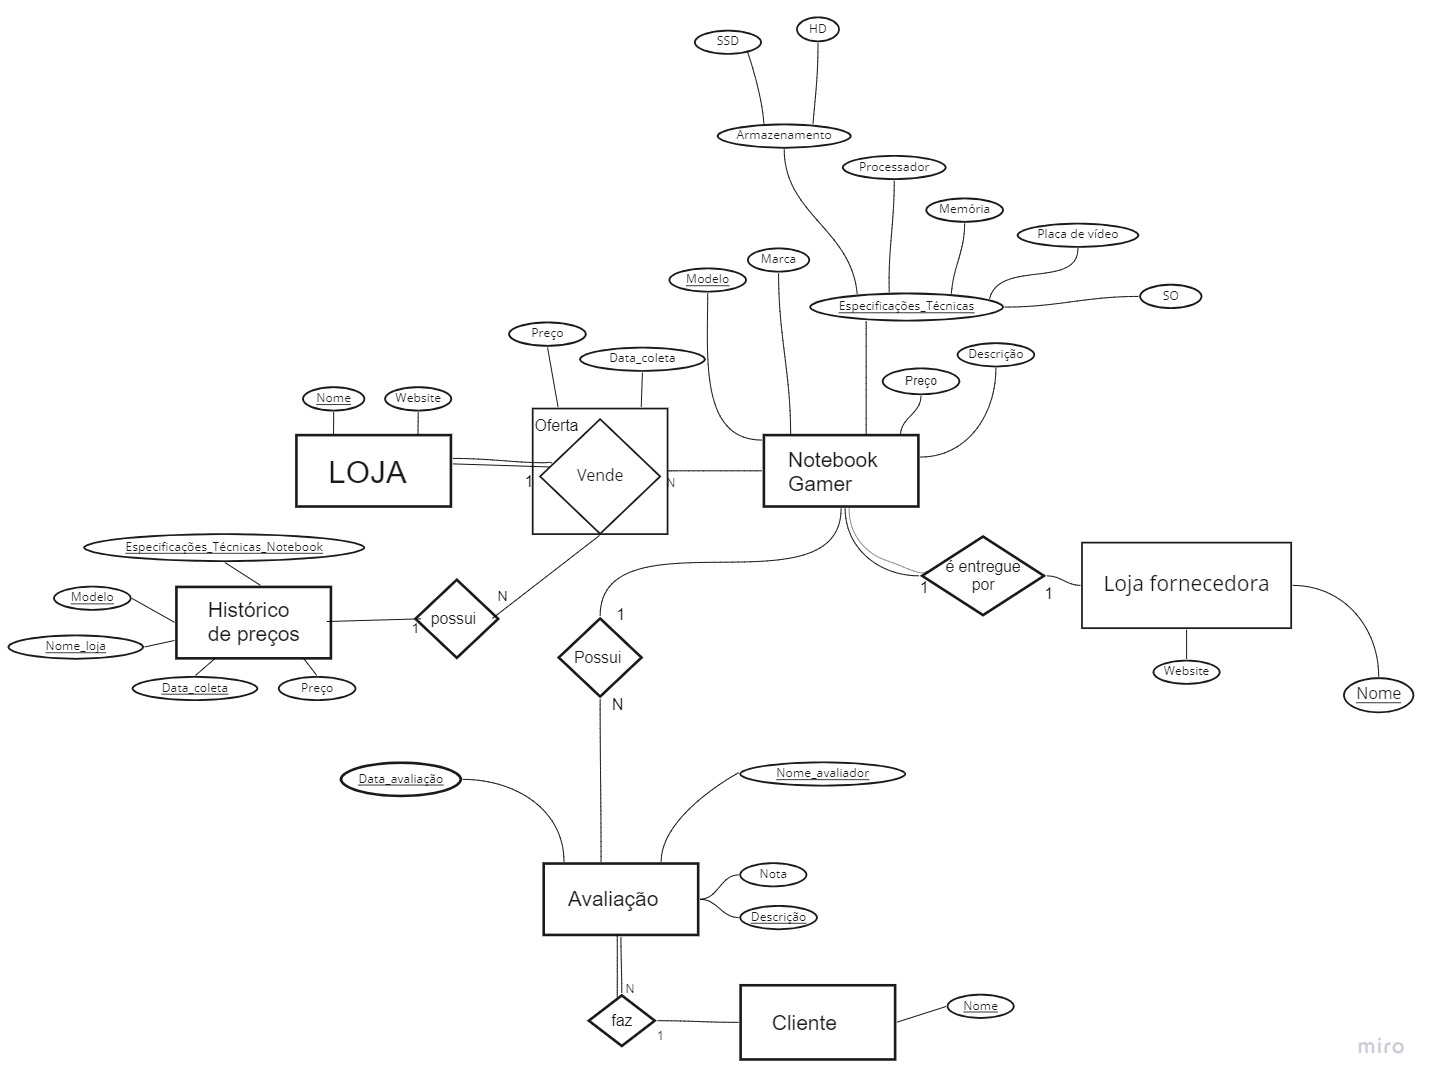 HD
SSD
Armazenamento
Processador
Memória
Placa de vídeo
Marca
Modelo
SO
Especificações_Técnicas
Preço
Data_coleta
Descrição
Preço
Nome
Website
Oferta
LOJA
Vende
1
N
Notebook
Gamer
Especificações_Técnicas_Notebook
Modelo
Histórico
de preços
Nome_loja
Data_coleta
Preço
possui
1
N
é entregue
por
1
1
Loja fornecedora
Website
Nome
1
Possui
N
Data_avaliação
Nome_avaliador
Avaliação
Nota
Descrição
N
faz
1
Cliente
Nome
miro